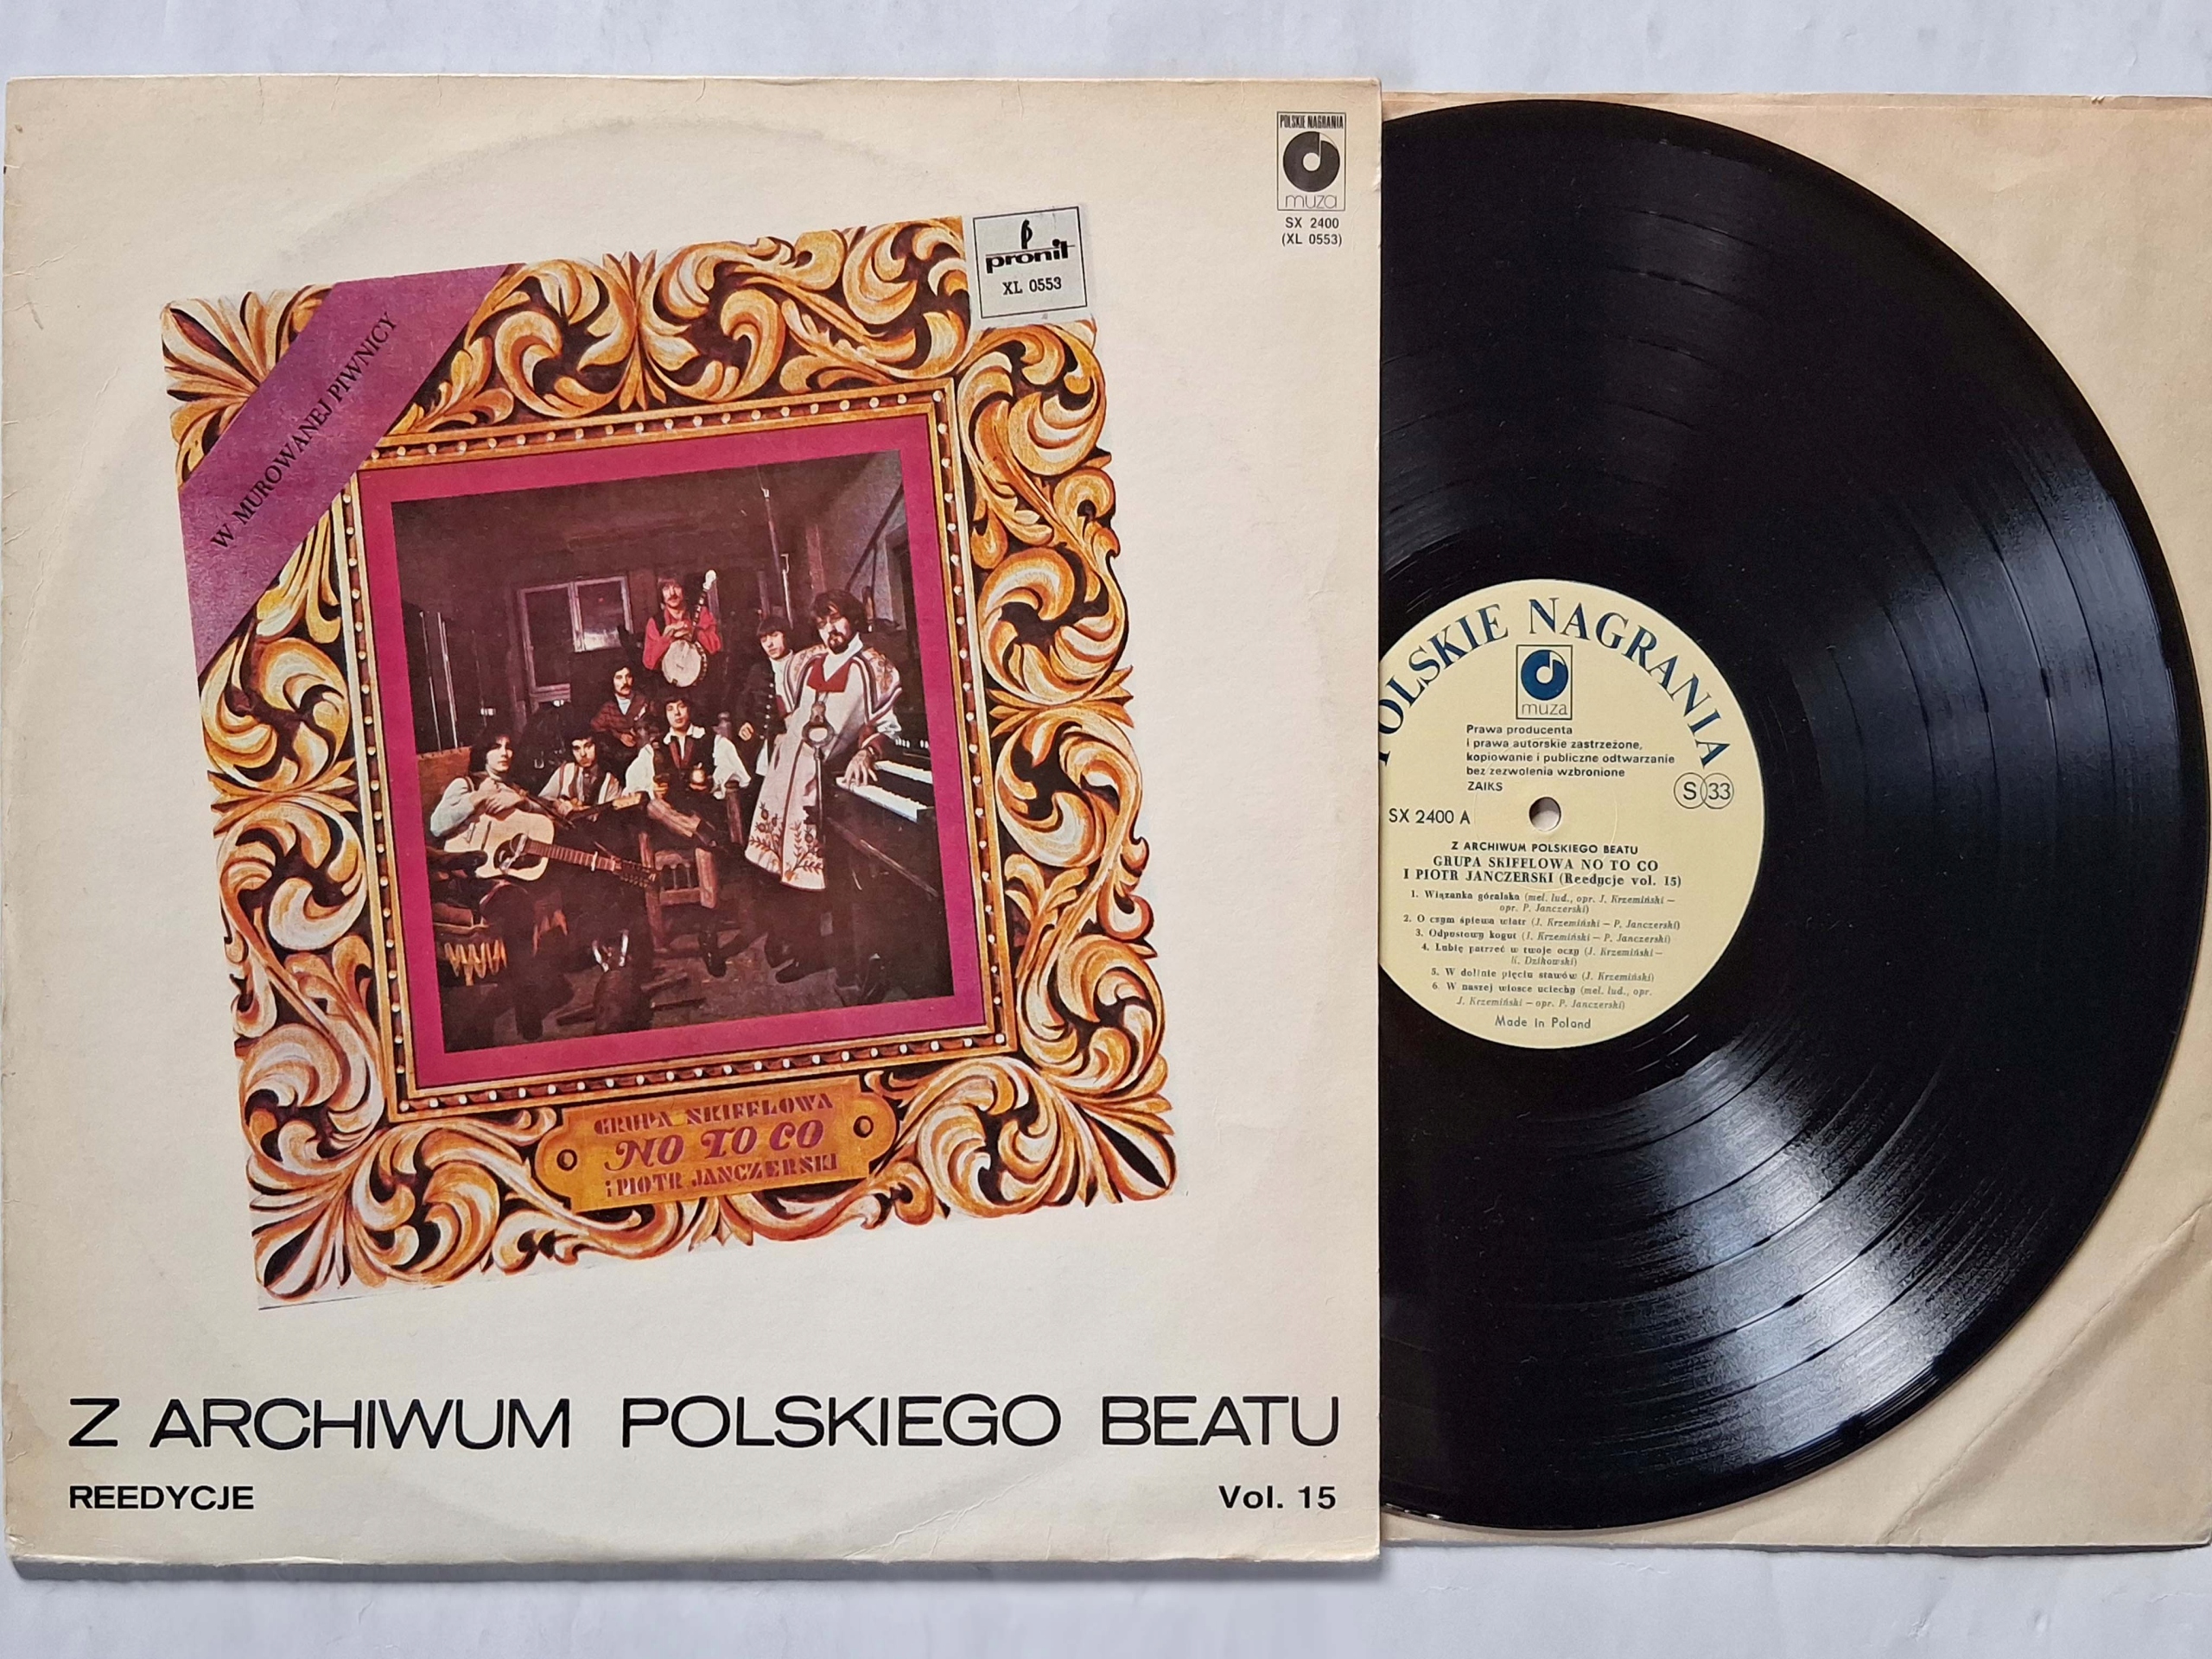 POLSKIE NAGRANIA
muza
SX 2400
(XL 0553)
pronit
XL 0553
W MUROWANEJ PIWNICY
GRUPA SKIFFLOWA
NO TO CO
i PIOTR JANCZERSKI
Z ARCHIWUM POLSKIEGO BEATU
REEDYCJE
Vol. 15
POLSKIE NAGRANIA
muza
Prawa producenta
i prawa autorskie zastrzeżone,
kopiowanie i publiczne odtwarzanie
bez zezwolenia wzbronione
ZAIKS
S 33
SX 2400 A
Z ARCHIWUM POLSKIEGO BEATU
GRUPA SKIFFLOWA NO TO CO
I PIOTR JANCZERSKI (Reedycje vol. 15)
1. Wiązanka góralska (mel. lud., opr. J. Krzemiński –
opr. P. Janczerski)
2. O czym śpiewa wiatr (J. Krzemiński – P. Janczerski)
3. Odpustowy kogut (J. Krzemiński – P. Janczerski)
4. Lubię patrzeć w twoje oczy (J. Krzemiński –
K. Dzikowski)
5. W dolinie pięciu stawów (J. Krzemiński)
6. W naszej wiosce uciechy (mel. lud., opr.
J. Krzemiński – opr. P. Janczerski)
Made in Poland